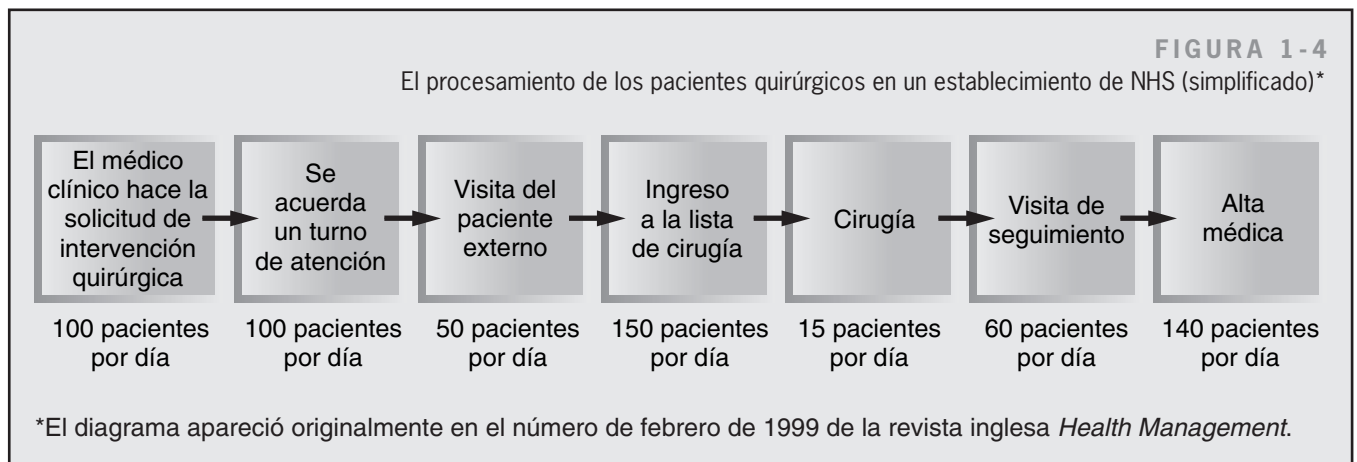 FIGURA 1-4
El procesamiento de los pacientes quirúrgicos en un establecimiento de NHS (simplificado)*
El médico
clínico hace la
solicitud de
intervención
quirúrgica
Se
acuerda
un turno
de atención
Visita del
paciente
externo
Ingreso
a la lista
de cirugía
Cirugía
Visita de
seguimiento
Alta
médica
100 pacientes
por día
100 pacientes
por día
50 pacientes
por día
150 pacientes
por día
15 pacientes
por día
60 pacientes
por día
140 pacientes
por día
*El diagrama apareció originalmente en el número de febrero de 1999 de la revista inglesa Health Management.